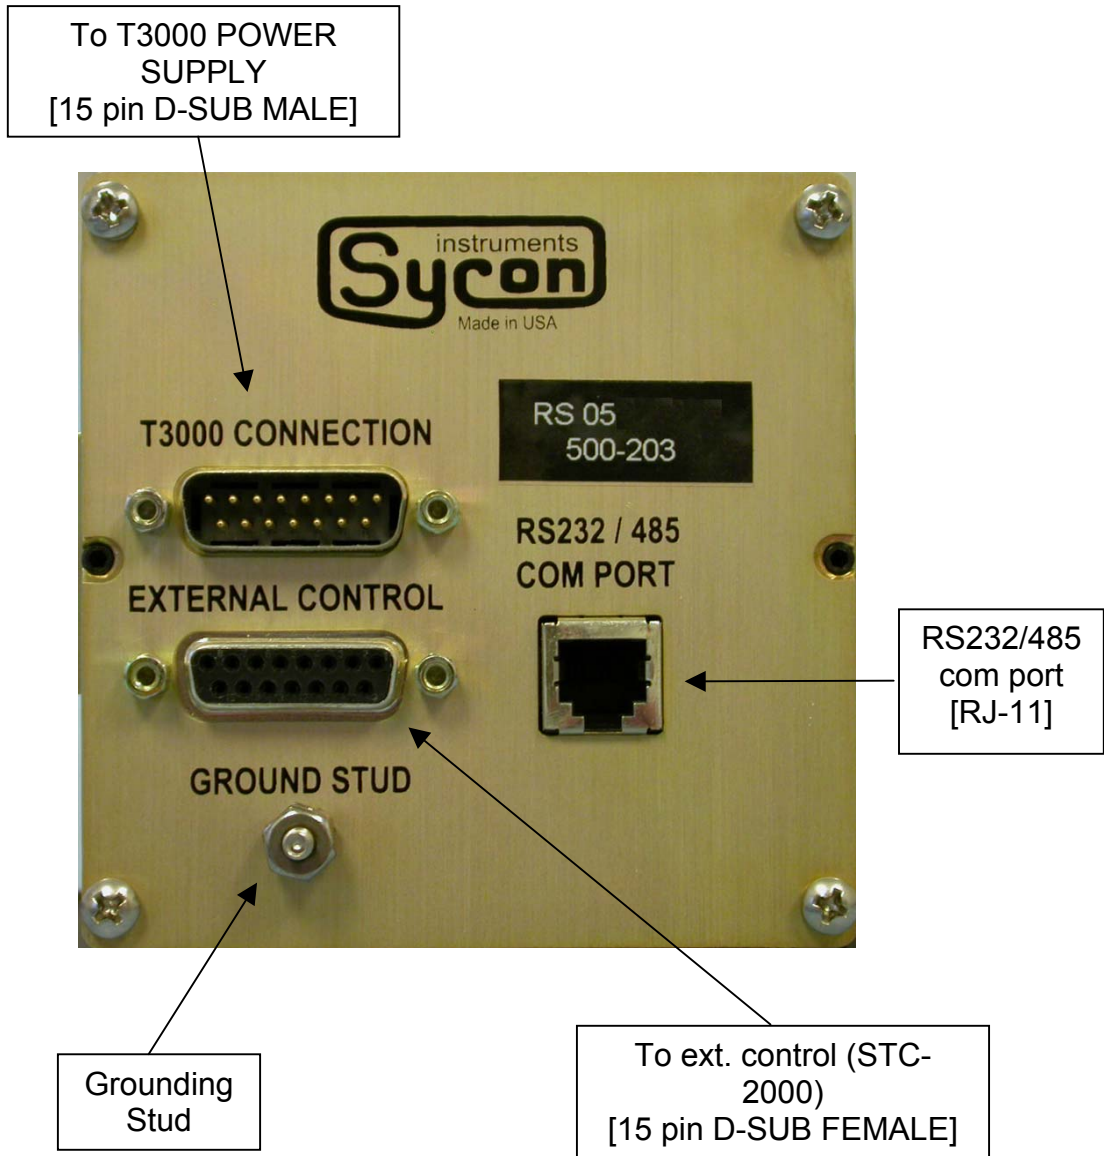 To T3000 POWER
SUPPLY
[15 pin D-SUB MALE]
instruments
Sycon
Made in USA
RS 05
500-203
T3000 CONNECTION
RS232 / 485
COM PORT
EXTERNAL CONTROL
RS232/485
com port
[RJ-11]
GROUND STUD
Grounding
Stud
To ext. control (STC-
2000)
[15 pin D-SUB FEMALE]